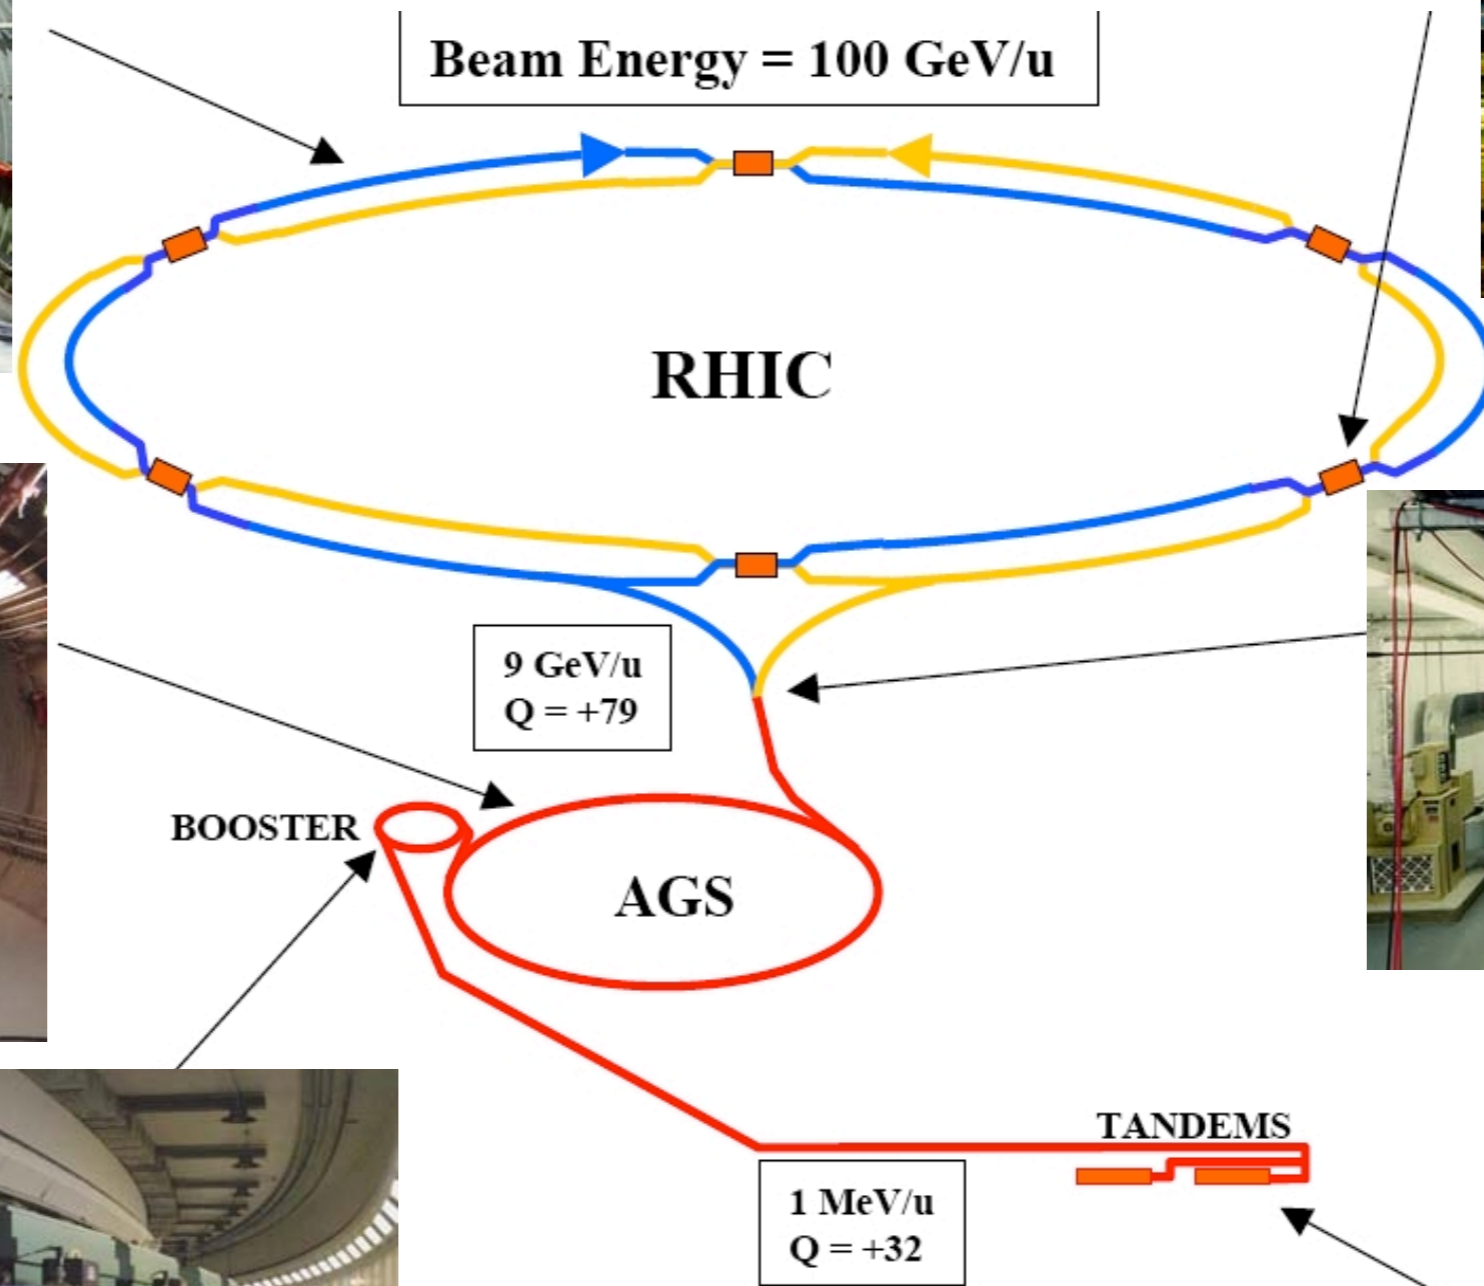 Beam Energy = 100 GeV/u
RHIC
9 GeV/u
Q = +79
BOOSTER
AGS
TANDEMS
1 MeV/u
Q = +32